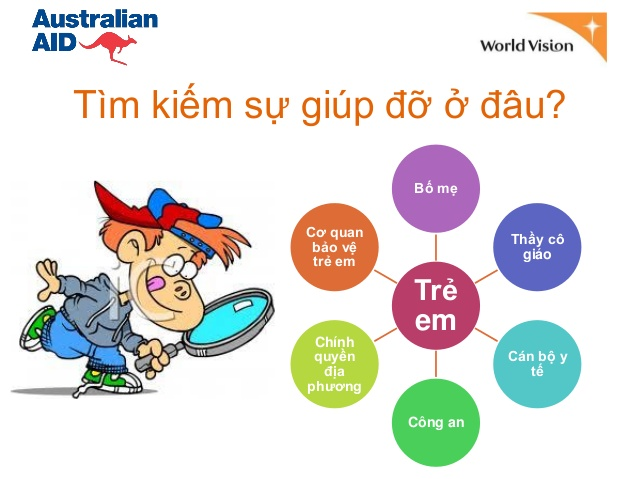 Australian
AID
World Vision
Tìm kiếm sự giúp đỡ ở đâu?
Bố mẹ
Thầy cô
giáo
Cán bộ y
tế
Công an
Chính
quyền
địa
phương
Cơ quan
bảo vệ
trẻ em
Trẻ
em